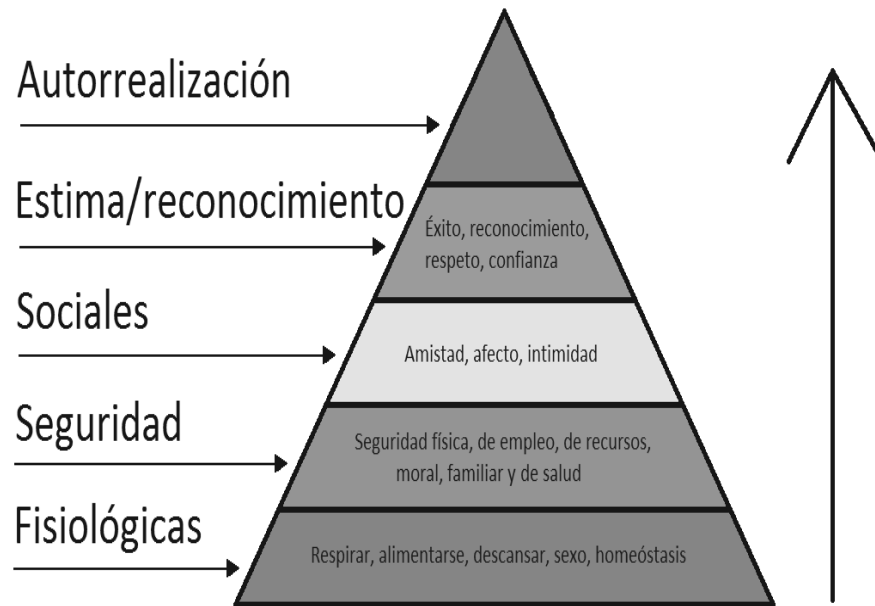 Autorrealización
Estima/reconocimiento
Éxito, reconocimiento,
respeto, confianza
Sociales
Amistad, afecto, intimidad
Seguridad
Seguridad física, de empleo, de recursos,
moral, familiar y de salud
Fisiológicas
Respirar, alimentarse, descansar, sexo, homeóstasis